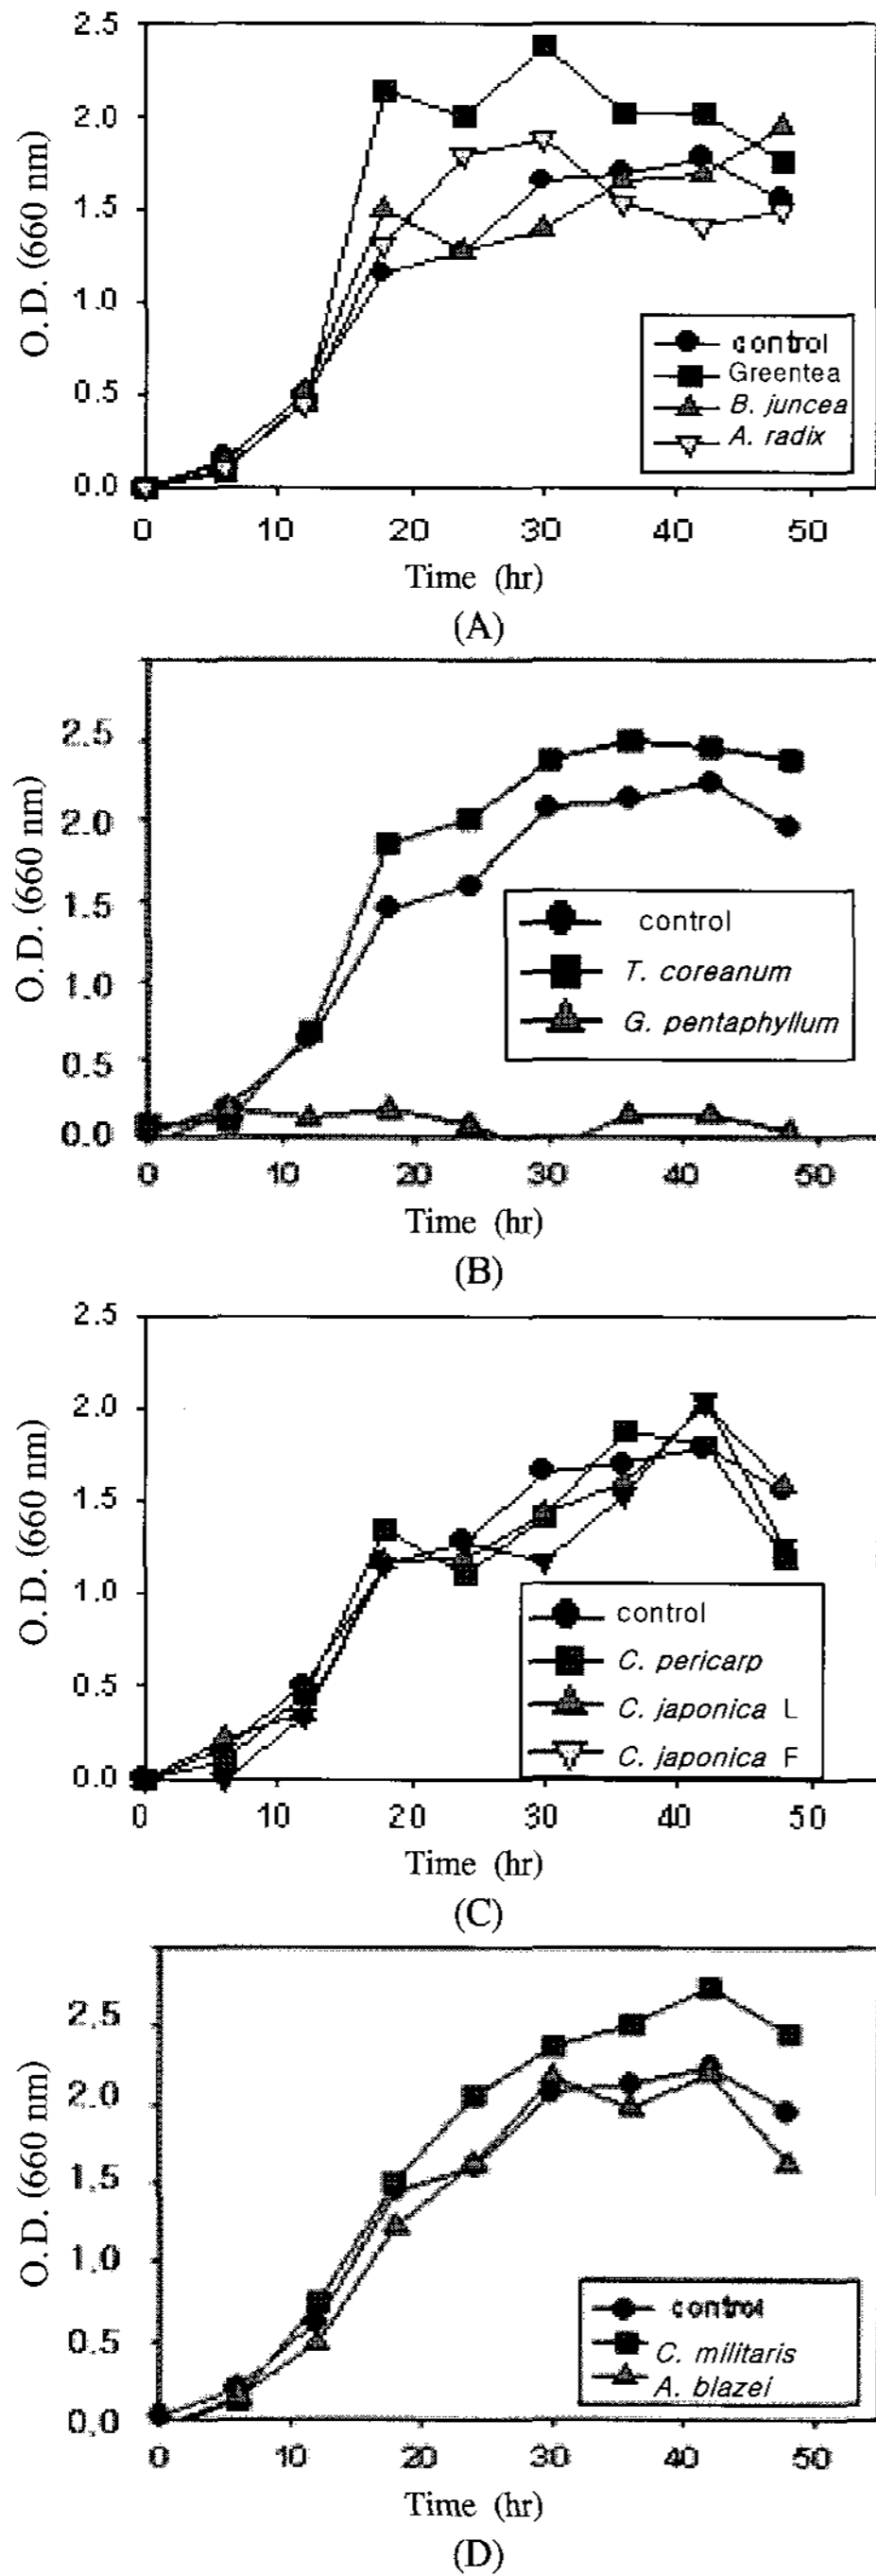 2.5
2.0
1.5
1.0
0.5
0.0
O.D. (660 nm)
control
Greentea
B. juncea
A. radix
0 10 20 30 40 50
Time (hr)
(A)
2.5
2.0
1.5
1.0
0.5
0.0
O.D. (660 nm)
control
T. coreanum
G. pentaphyllum
0 10 20 30 40 50
Time (hr)
(B)
2.5
2.0
1.5
1.0
0.5
0.0
O.D. (660 nm)
control
C. pericarp
C. japonica L
C. japonica F
0 10 20 30 40 50
Time (hr)
(C)
2.5
2.0
1.5
1.0
0.5
0.0
O.D. (660 nm)
control
C. militaris
A. blazei
0 10 20 30 40 50
Time (hr)
(D)